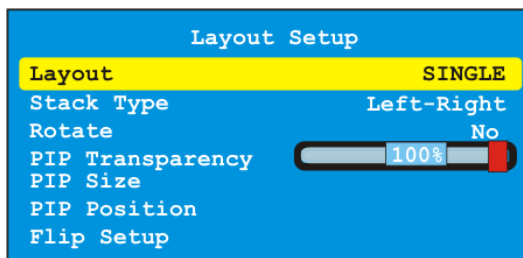 Layout Setup
Layout SINGLE
Stack Type Left-Right
Rotate No
PIP Transparency 100%
PIP Size
PIP Position
Flip Setup